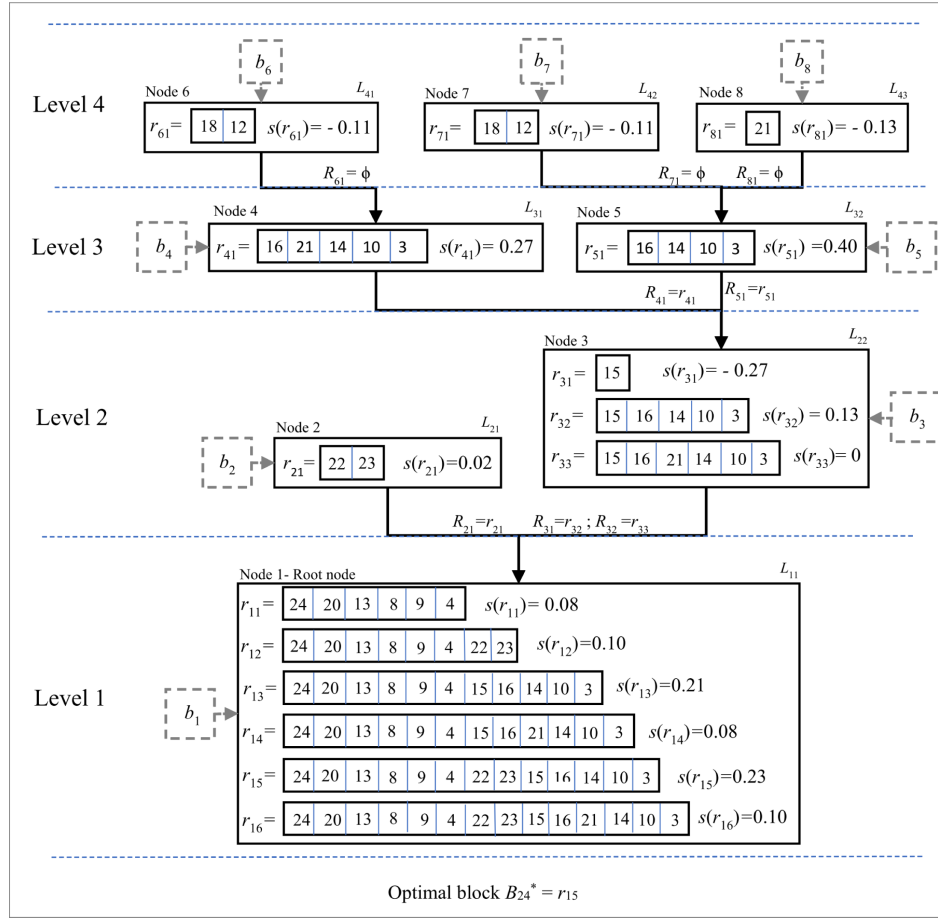 b6 b7 b8
Level 4
Node 6 L41 Node 7 L42 Node 8 L43
r61= 18 12 s(r61)= - 0.11 r71= 18 12 s(r71)= - 0.11 r81= 21 s(r81)= - 0.13
R61= ϕ R71= ϕ R81= ϕ
Level 3
Node 4 L31 Node 5 L32
b4 r41= 16 21 14 10 3 s(r41)= 0.27 r51= 16 14 10 3 s(r51) =0.40 b5
R41=r41 R51=r51
Level 2
Node 3 L22
r31= 15 s(r31)= - 0.27
r32= 15 16 14 10 3 s(r32)= 0.13 b3
r33= 15 16 21 14 10 3 s(r33)= 0
Node 2 L21
b2 r21= 22 23 s(r21)=0.02
R21=r21 R31=r32 ; R32=r33
Level 1
Node 1- Root node L11
r11= 24 20 13 8 9 4 s(r11)= 0.08
r12= 24 20 13 8 9 4 22 23 s(r12)=0.10
r13= 24 20 13 8 9 4 15 16 14 10 3 s(r13)=0.21
b1
r14= 24 20 13 8 9 4 15 16 21 14 10 3 s(r14)=0.08
r15= 24 20 13 8 9 4 22 23 15 16 14 10 3 s(r15)=0.23
r16= 24 20 13 8 9 4 22 23 15 16 21 14 10 3 s(r16)=0.10
Optimal block B24* = r15